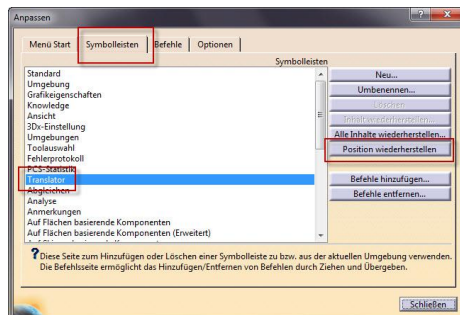 Anpassen
Menü Start
Symbolleisten
Befehle
Optionen
Symbolleisten
Standard
Umgebung
Grafikeigenschaften
Knowledge
Ansicht
3Dx-Einstellung
Umgebungen
Toolauswahl
Fehlerprotokoll
PCS-Statistik
Translator
Abgleichen
Analyse
Anmerkungen
Auf Flächen basierende Komponenten
Auf Flächen basierende Komponenten (Erweitert)
Neu...
Umbenennen...
Löschen
Inhalt wiederherstellen...
Alle Inhalte wiederherstellen...
Position wiederherstellen
Befehle hinzufügen...
Befehle entfernen...
Diese Seite zum Hinzufügen oder Löschen einer Symbolleiste zu bzw. aus der aktuellen Umgebung verwenden.
Die Befehlsseite ermöglicht das Hinzufügen/Entfernen von Befehlen durch Ziehen und Übergeben.
Schließen